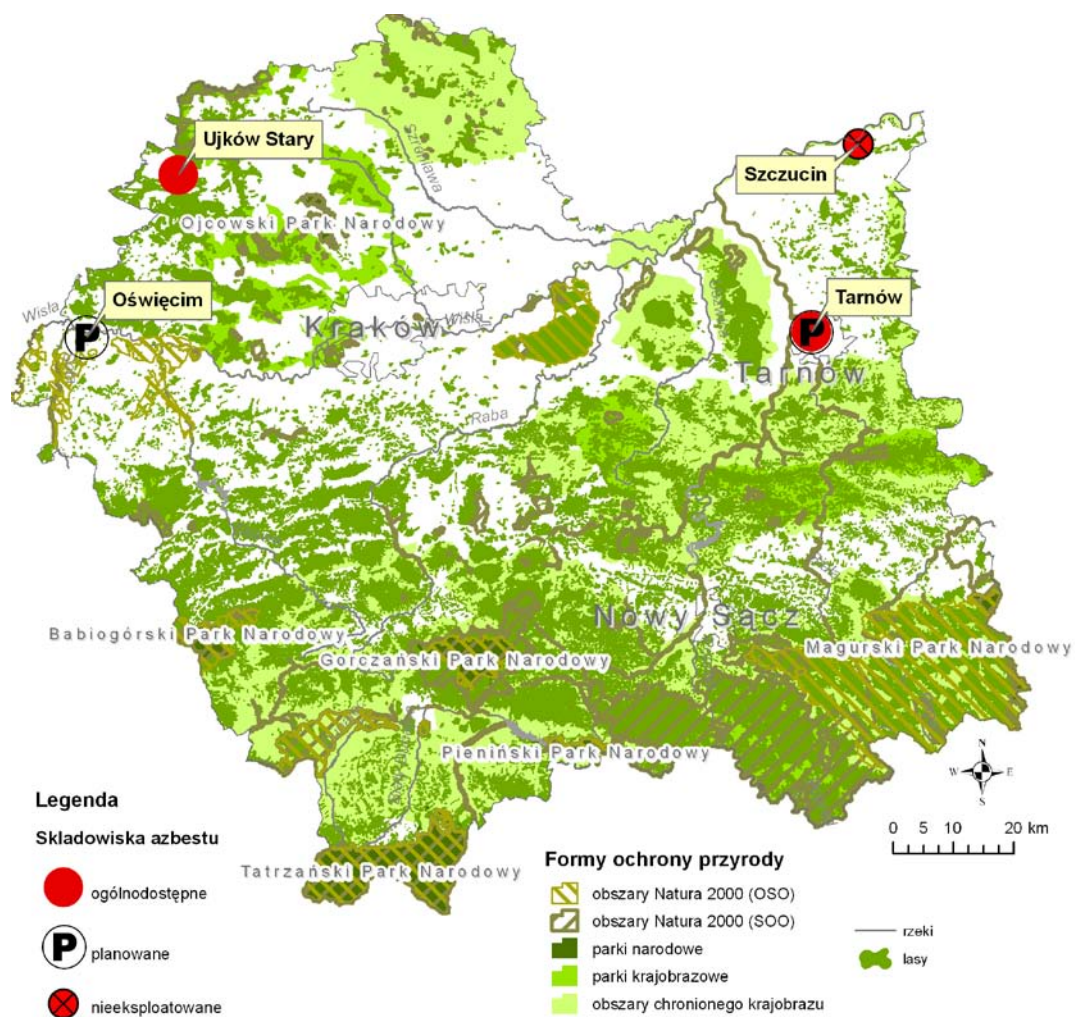 Ujków Stary
Szreniawa
Szczucin
Ojcowski Park Narodowy
Oświęcim
Wisła
Tarnów
Kraków
Wisła
Tarnów
Raba
Nowy Sącz
Babiogórski Park Narodowy
Gorczański Park Narodowy
Magurski Park Narodowy
Pieniński Park Narodowy
Tatrzański Park Narodowy
N
W E
S
0 5 10 20 km
Legenda
Składowiska azbestu
ogólnodostępne
P planowane
nieeksploatowane
Formy ochrony przyrody
obszary Natura 2000 (OSO)
obszary Natura 2000 (SOO)
parki narodowe
parki krajobrazowe
obszary chronionego krajobrazu
rzeki
lasy
P
P